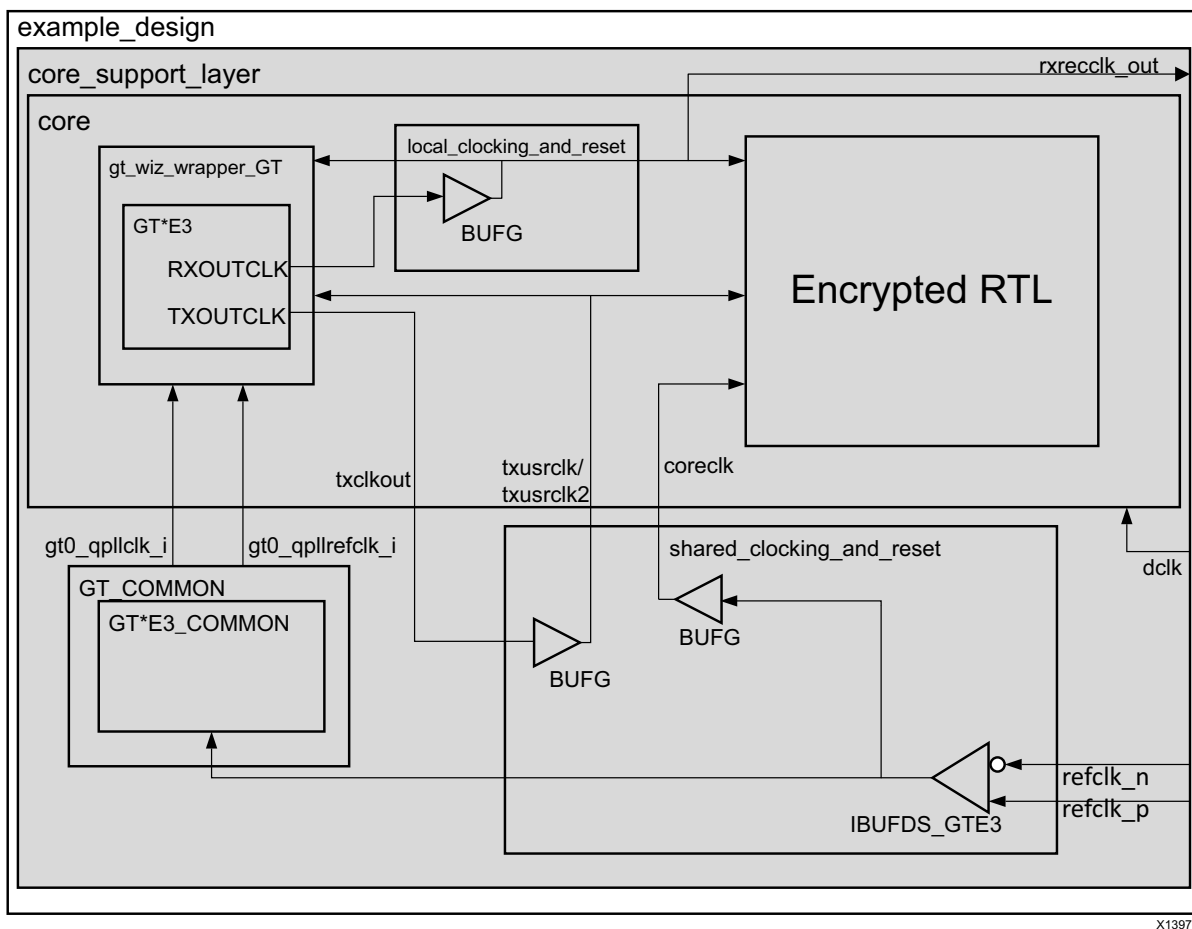 example_design
core_support_layer
rxrecclk_out
core
local_clocking_and_reset
gt_wiz_wrapper_GT
BUFG
GT*E3
RXOUTCLK
TXOUTCLK
Encrypted RTL
txclkout
txusrclk/
txusrclk2
coreclk
gt0_qpllclk_i
gt0_qpllrefclk_i
shared_clocking_and_reset
dclk
GT_COMMON
GT*E3_COMMON
BUFG
BUFG
refclk_n
refclk_p
IBUFDS_GTE3
X1397